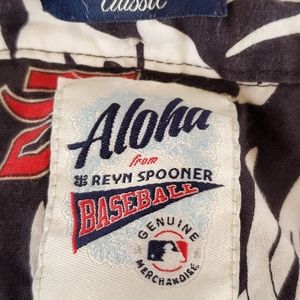 Classic
Aloha
from
REYN SPOONER
BASEBALL
GENUINE
MERCHANDISE